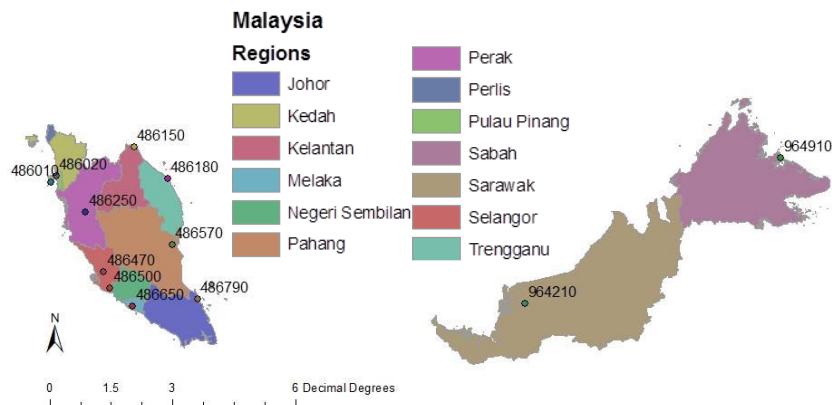 Malaysia
Regions
Johor
Kedah
Kelantan
Melaka
Negeri Sembilan
Pahang
Perak
Perlis
Pulau Pinang
Sabah
Sarawak
Selangor
Trengganu
486150
486020
486010
486180
486250
486570
486470
486500
486650
486790
964910
964210
N
0 1.5 3 6 Decimal Degrees